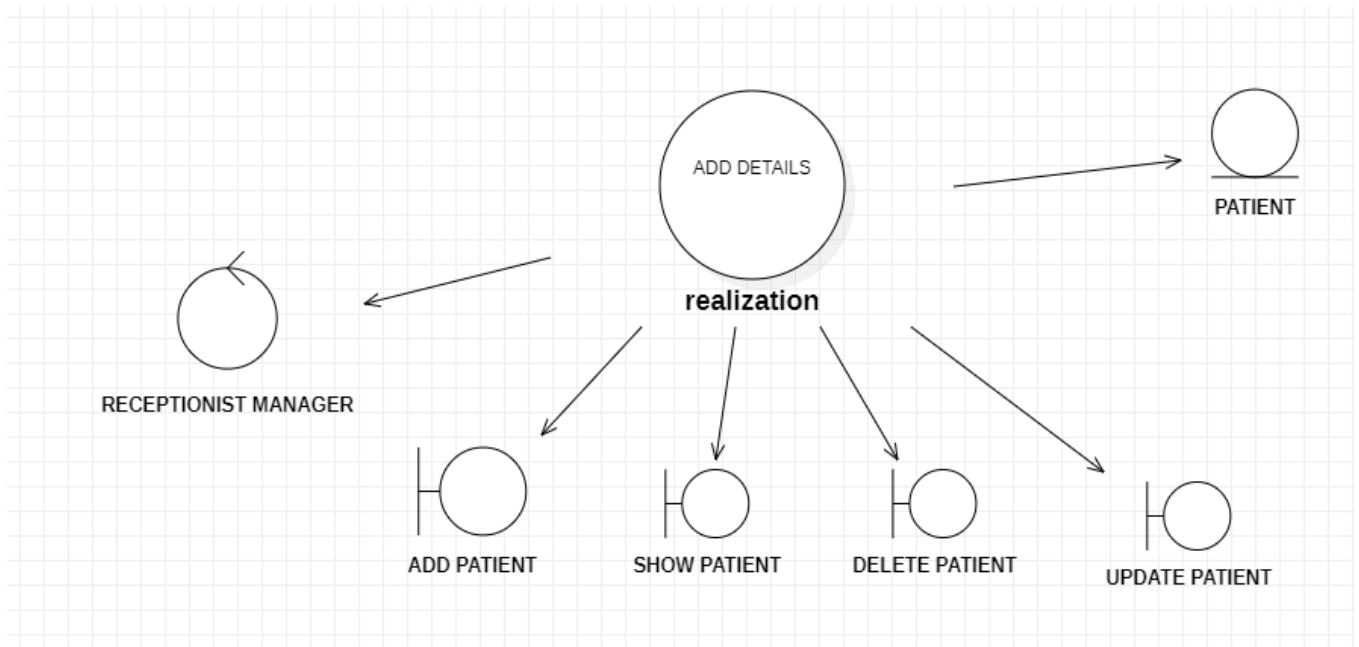 ADD DETAILS
PATIENT
realization
RECEPTIONIST MANAGER
ADD PATIENT
SHOW PATIENT
DELETE PATIENT
UPDATE PATIENT